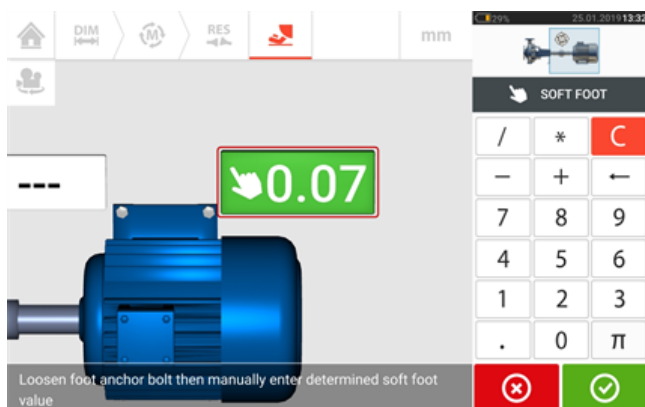 DIM
M
RES
mm
29%
25.01.2019 13:32
SOFT FOOT
---
0.07
/ * C
− + ←
7 8 9
4 5 6
1 2 3
. 0 π
Loosen foot anchor bolt then manually enter determined soft foot
value